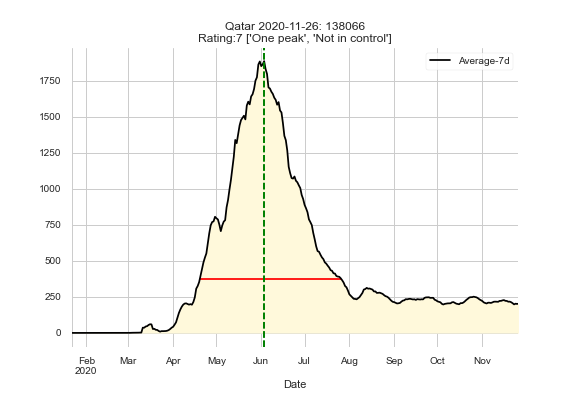 Qatar 2020-11-26: 138066
Rating:7 ['One peak', 'Not in control']
Average-7d
1750
1500
1250
1000
750
500
250
0
Feb Mar Apr May Jun Jul Aug Sep Oct Nov
2020
Date